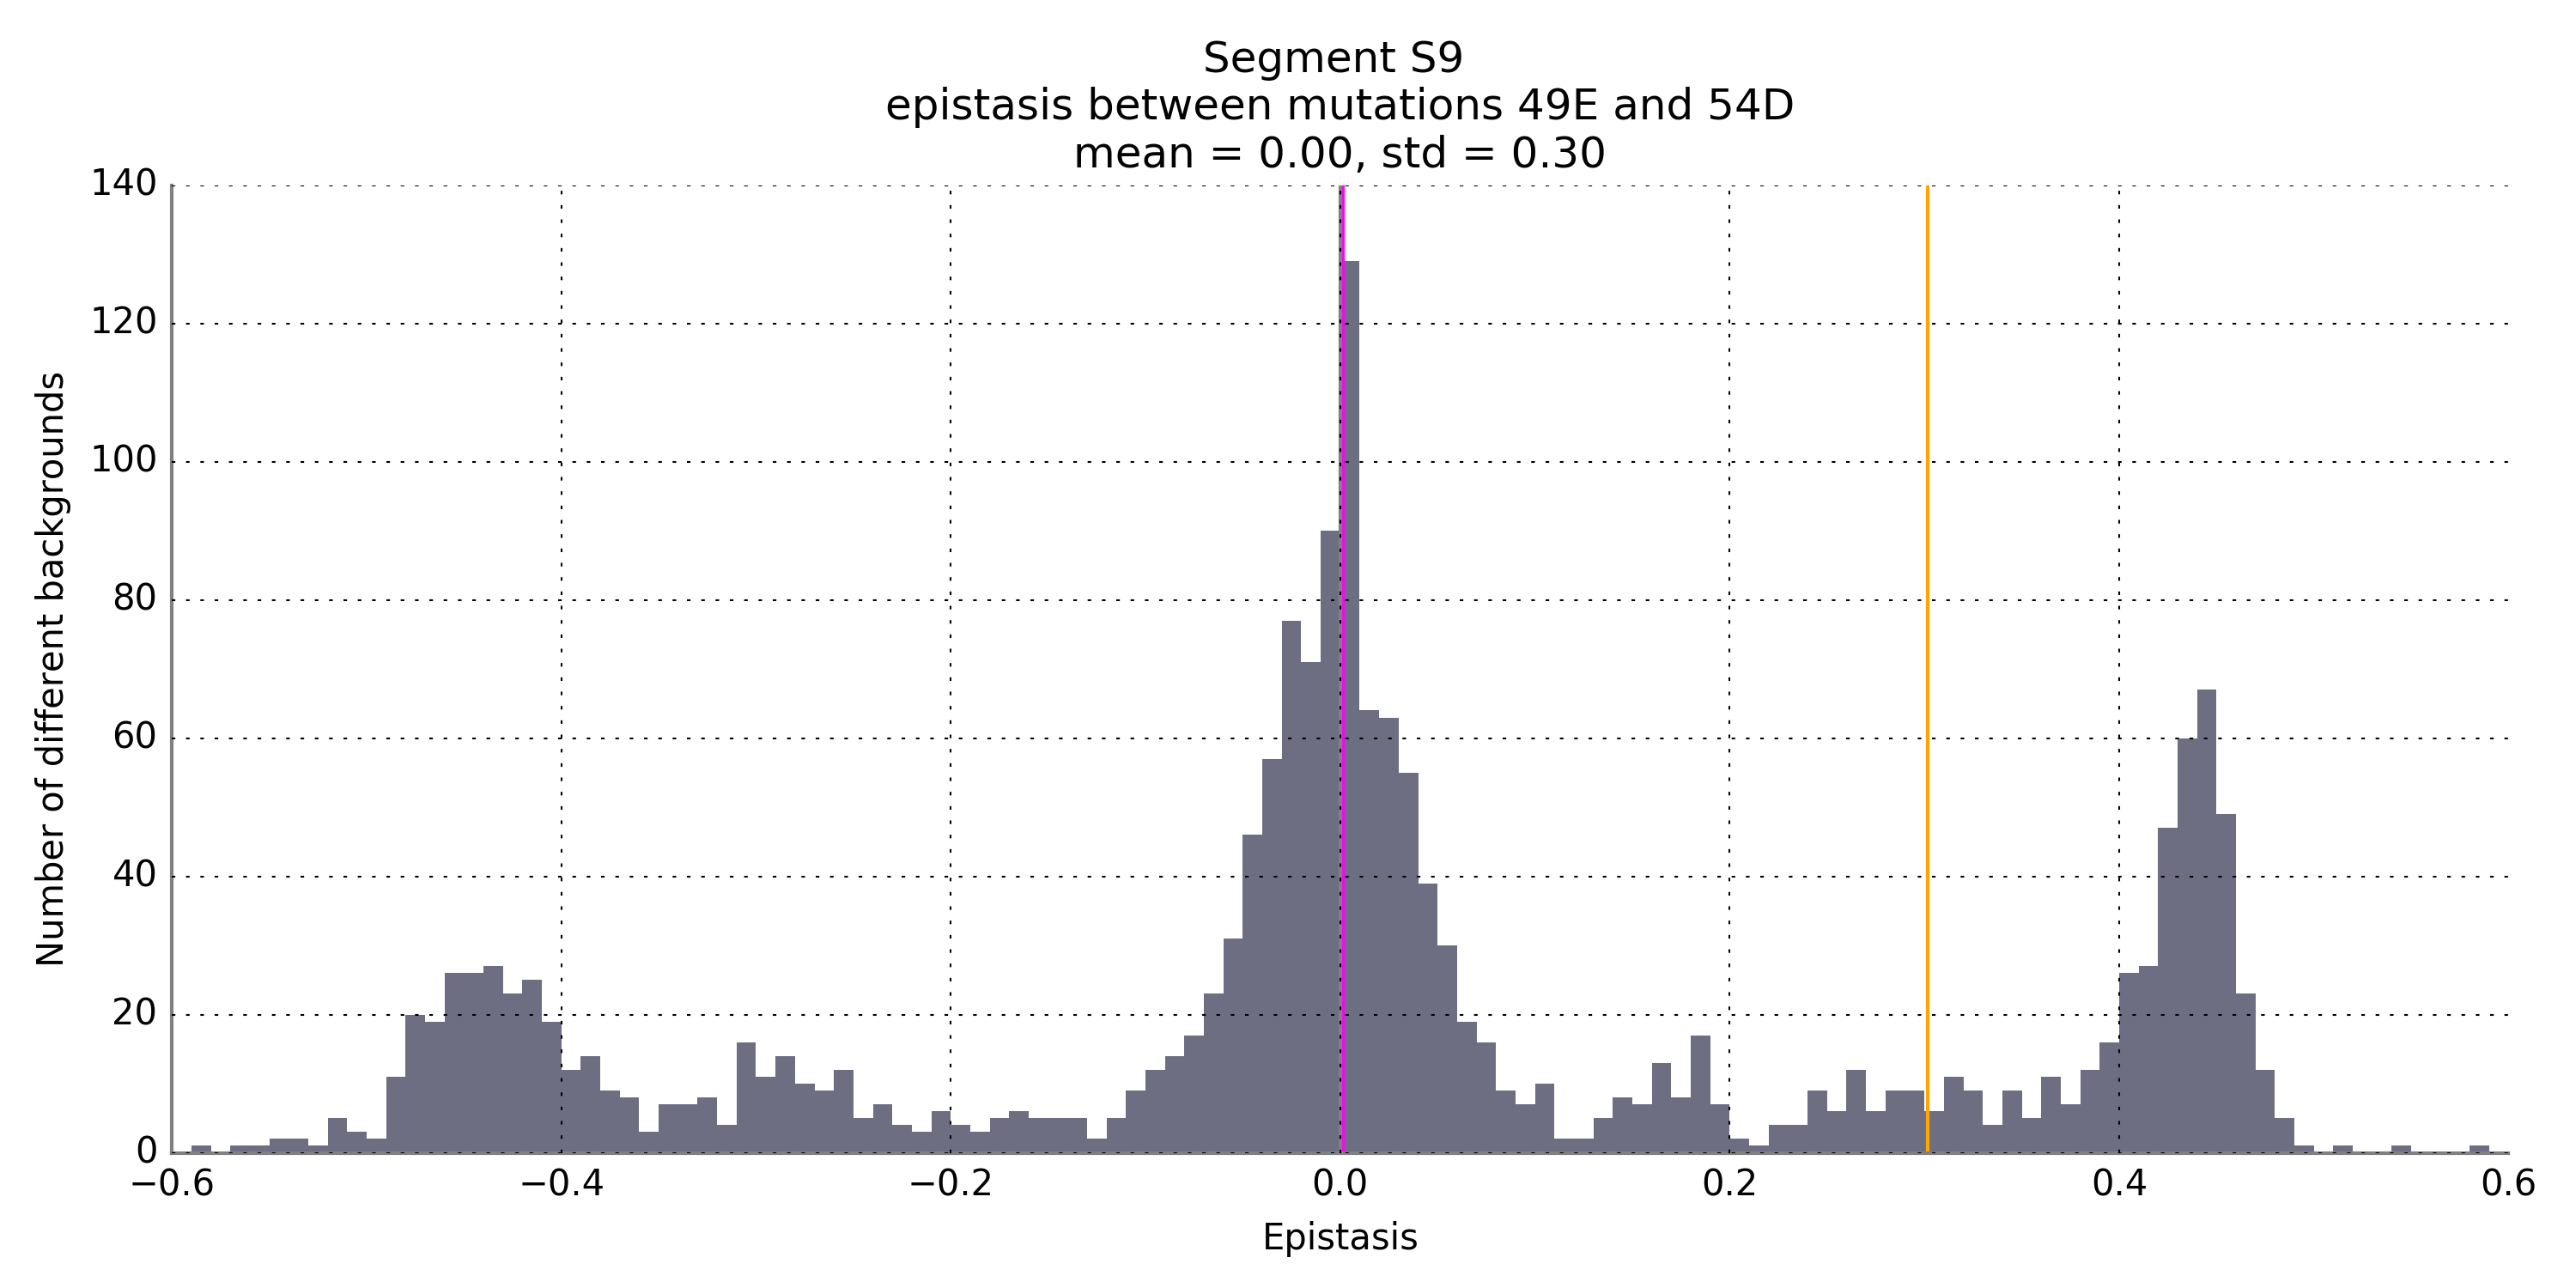 Segment S9
epistasis between mutations 49E and 54D
mean = 0.00, std = 0.30
140
120
100
80
60
40
20
0
Number of different backgrounds
−0.6 −0.4 −0.2 0.0 0.2 0.4 0.6
Epistasis